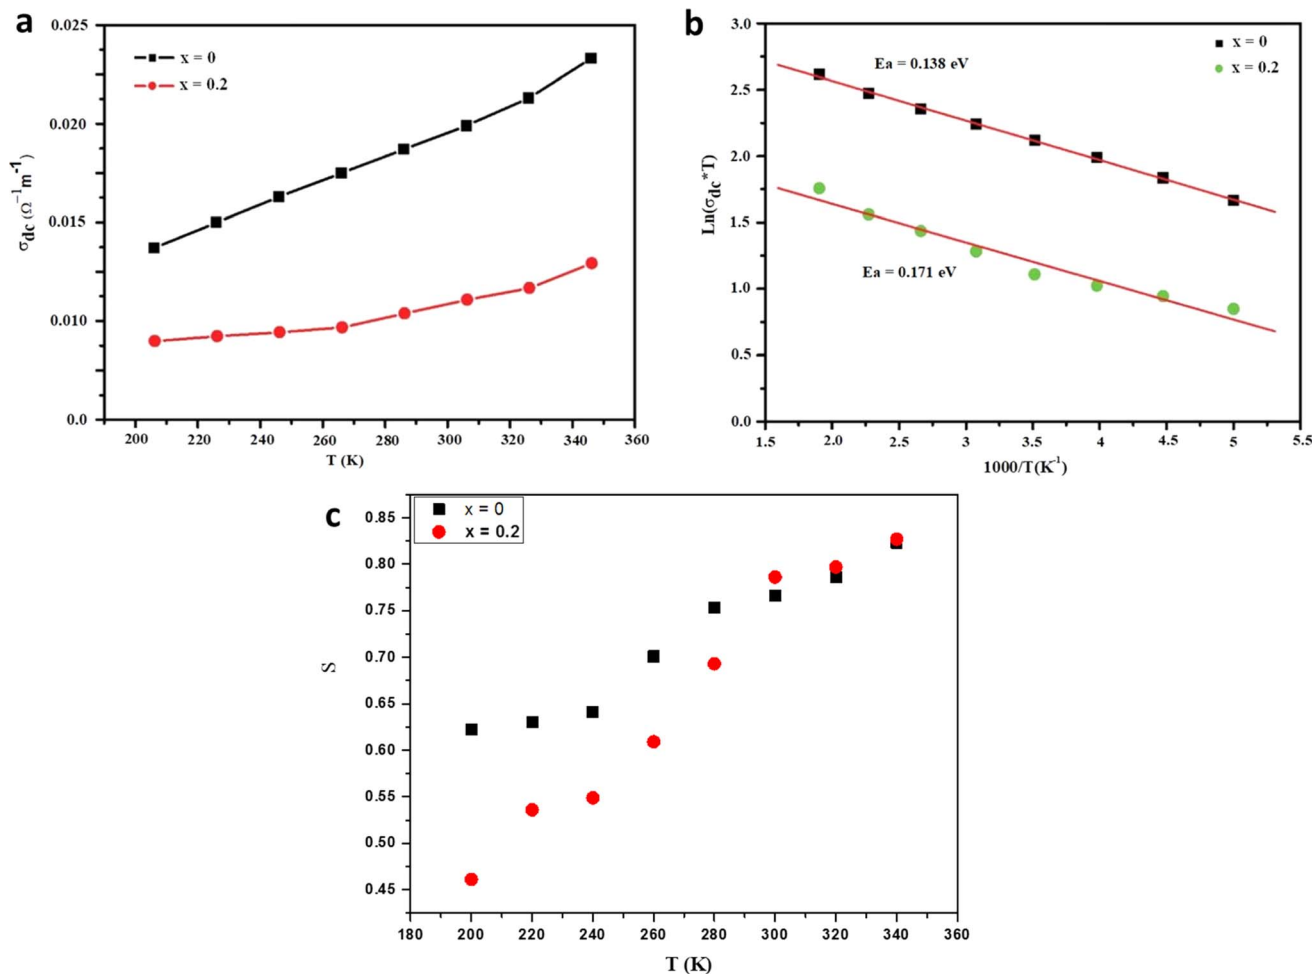 a
0.025
0.020
0.015
0.010
0.0
σdc (Ω⁻¹m⁻¹)
x = 0
x = 0.2
200 220 240 260 280 300 320 340 360
T (K)
b
3.0
2.5
2.0
1.5
1.0
0.5
0.0
Ln(σdc*T)
Ea = 0.138 eV
x = 0
x = 0.2
Ea = 0.171 eV
1.5 2.0 2.5 3.0 3.5 4.0 4.5 5.0 5.5
1000/T(K⁻¹)
c
x = 0
x = 0.2
0.85
0.80
0.75
0.70
0.65
0.60
0.55
0.50
0.45
S
180 200 220 240 260 280 300 320 340 360
T (K)